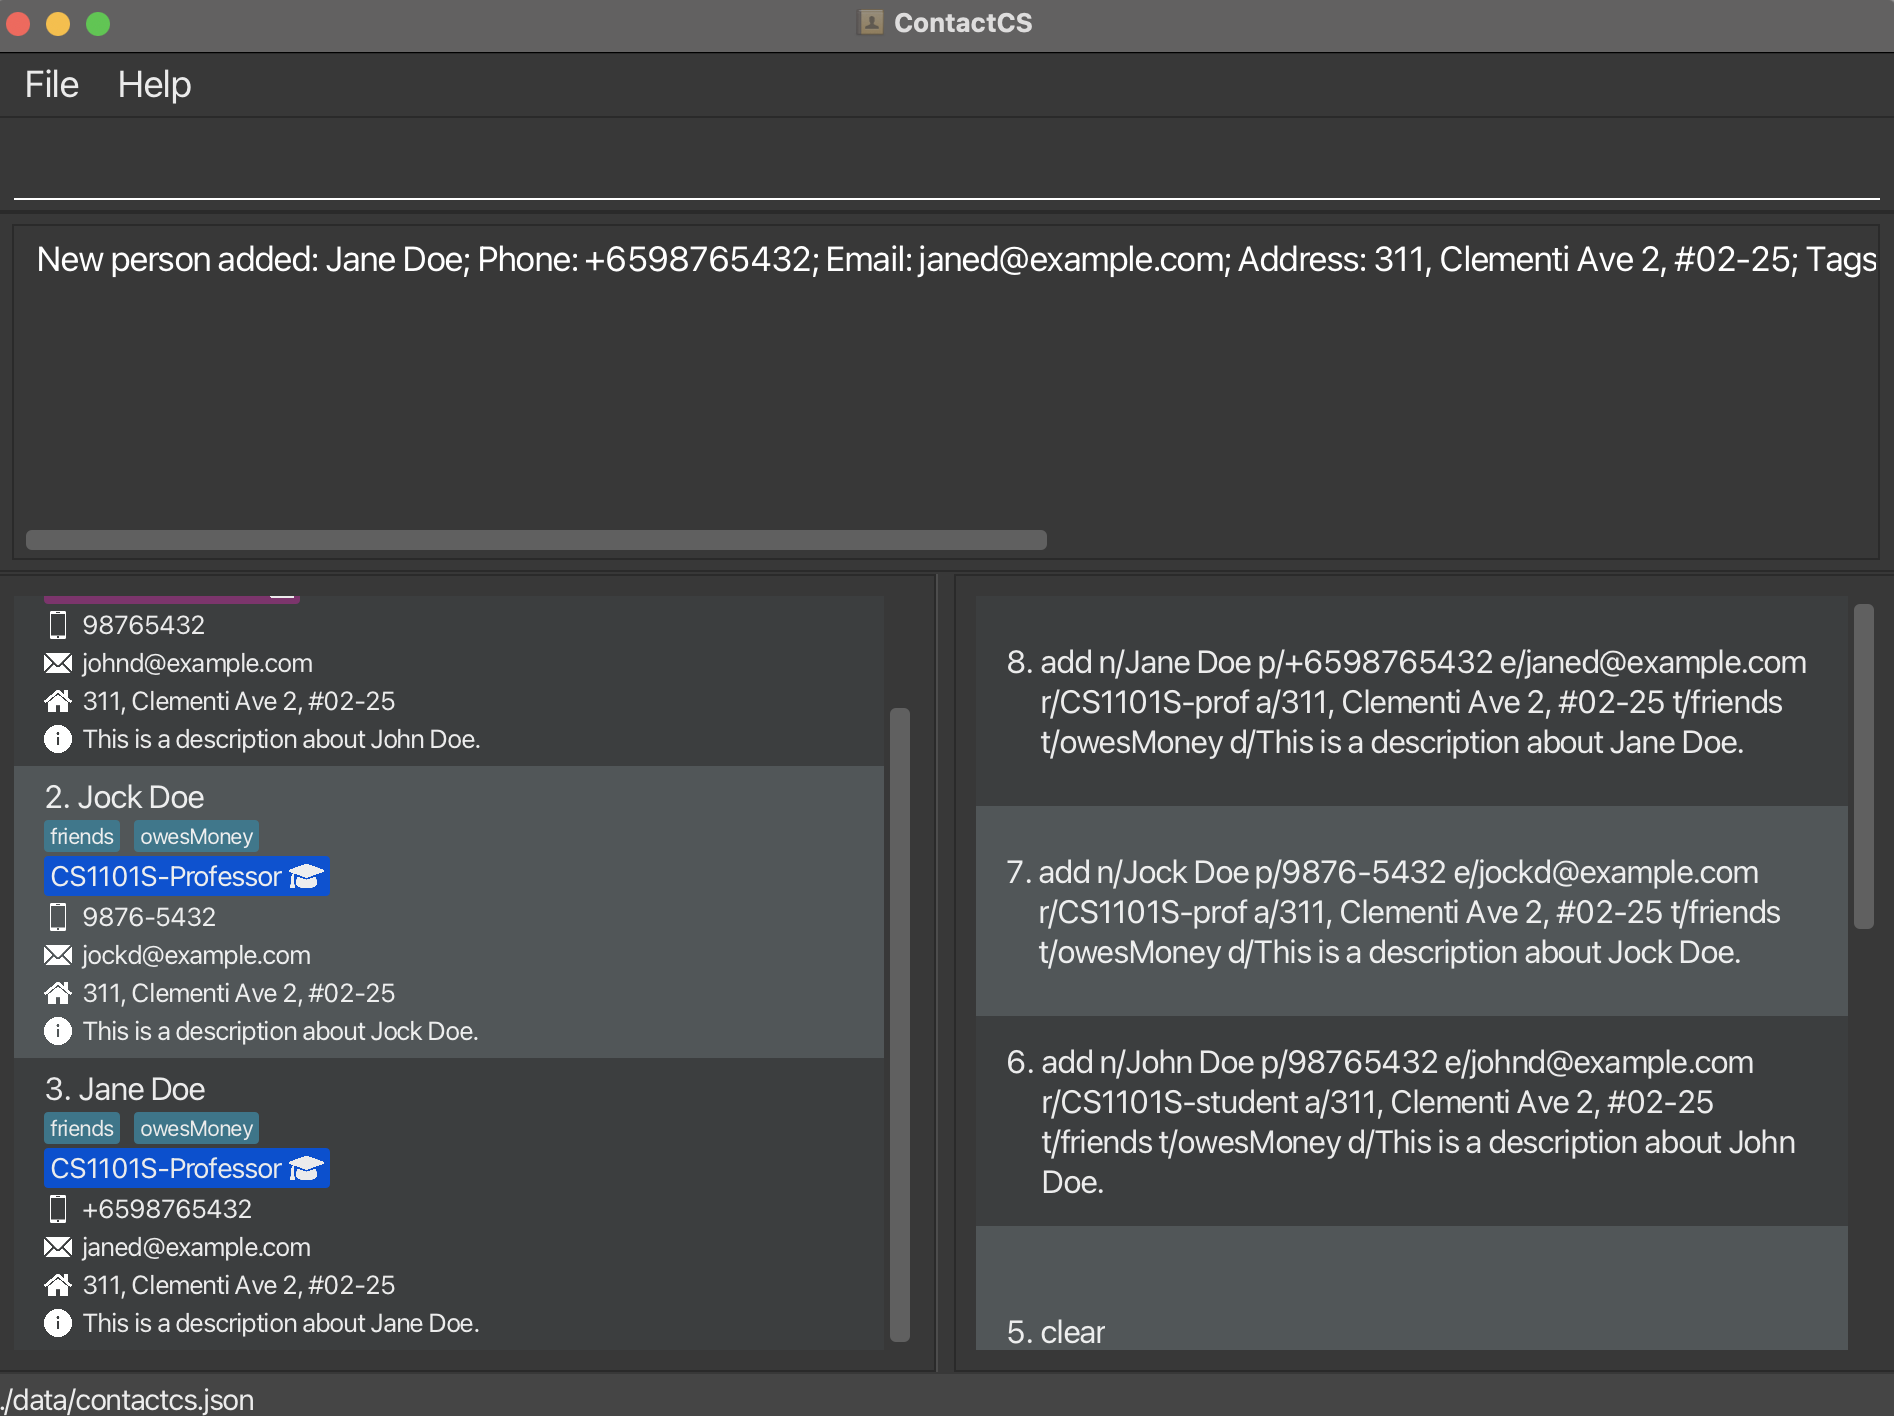 ContactCS
File Help
New person added: Jane Doe; Phone: +6598765432; Email: janed@example.com; Address: 311, Clementi Ave 2, #02-25; Tags
98765432
johnd@example.com
311, Clementi Ave 2, #02-25
This is a description about John Doe.
2. Jock Doe
friends owesMoney
CS1101S-Professor
9876-5432
jockd@example.com
311, Clementi Ave 2, #02-25
This is a description about Jock Doe.
3. Jane Doe
friends owesMoney
CS1101S-Professor
+6598765432
janed@example.com
311, Clementi Ave 2, #02-25
This is a description about Jane Doe.
8. add n/Jane Doe p/+6598765432 e/janed@example.com
r/CS1101S-prof a/311, Clementi Ave 2, #02-25 t/friends
t/owesMoney d/This is a description about Jane Doe.
7. add n/Jock Doe p/9876-5432 e/jockd@example.com
r/CS1101S-prof a/311, Clementi Ave 2, #02-25 t/friends
t/owesMoney d/This is a description about Jock Doe.
6. add n/John Doe p/98765432 e/johnd@example.com
r/CS1101S-student a/311, Clementi Ave 2, #02-25
t/friends t/owesMoney d/This is a description about John
Doe.
5. clear
./data/contactcs.json